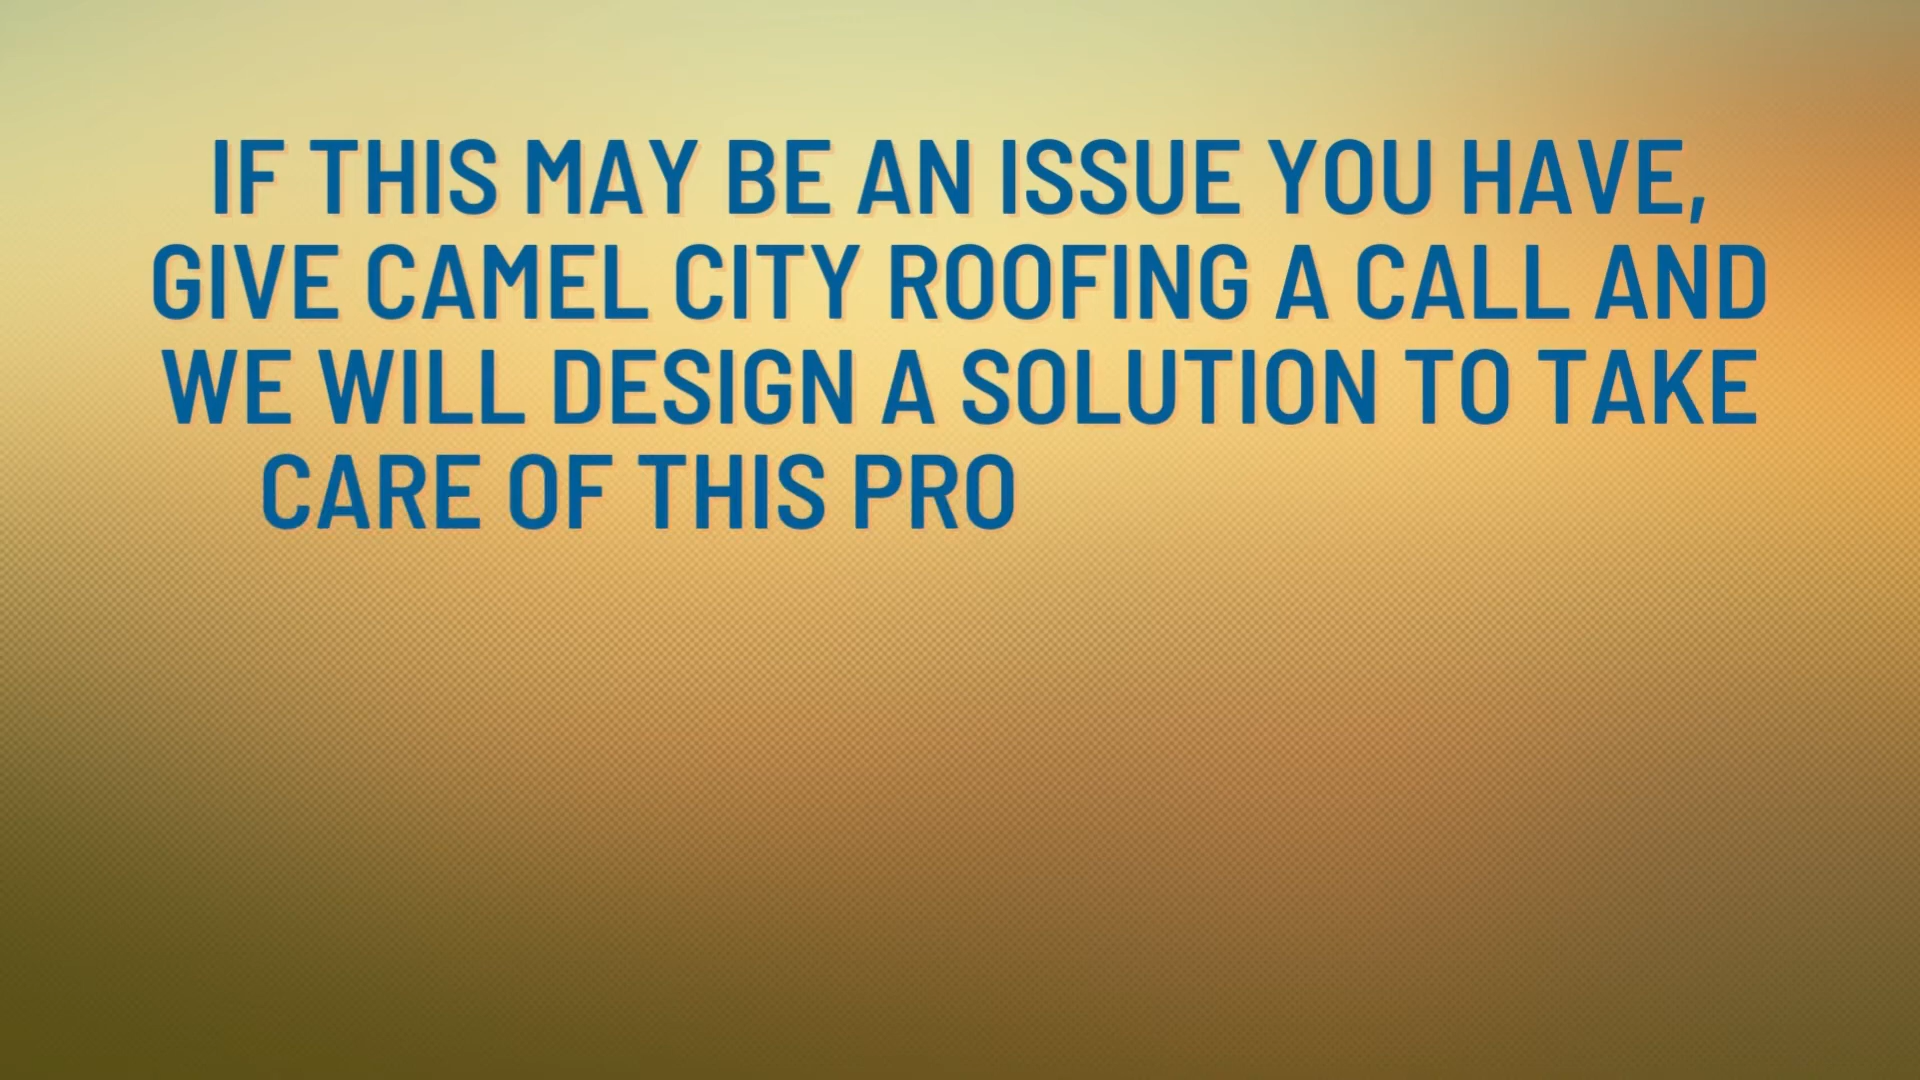 IF THIS MAY BE AN ISSUE YOU HAVE,
GIVE CAMEL CITY ROOFING A CALL AND
WE WILL DESIGN A SOLUTION TO TAKE
CARE OF THIS PRO